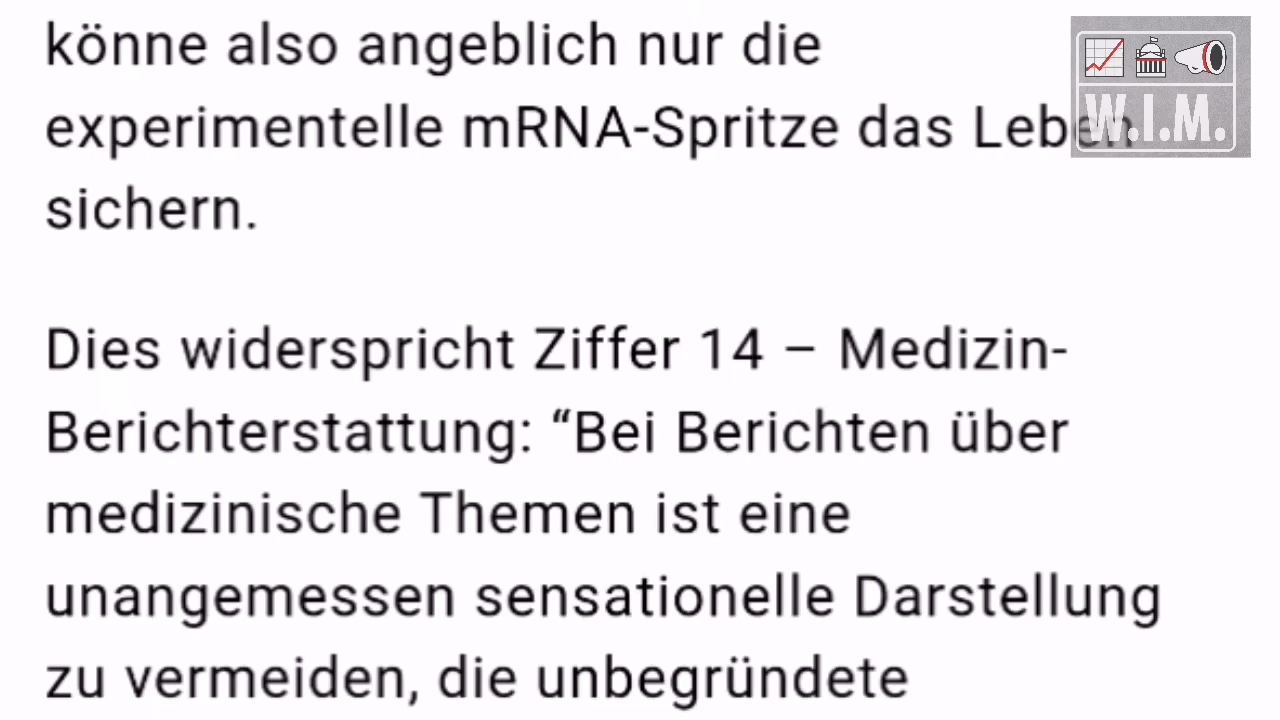 könne also angeblich nur die
experimentelle mRNA-Spritze das Leben
sichern.
Dies widerspricht Ziffer 14 – Medizin-
Berichterstattung: “Bei Berichten über
medizinische Themen ist eine
unangemessen sensationelle Darstellung
zu vermeiden, die unbegründete
W.I.M.